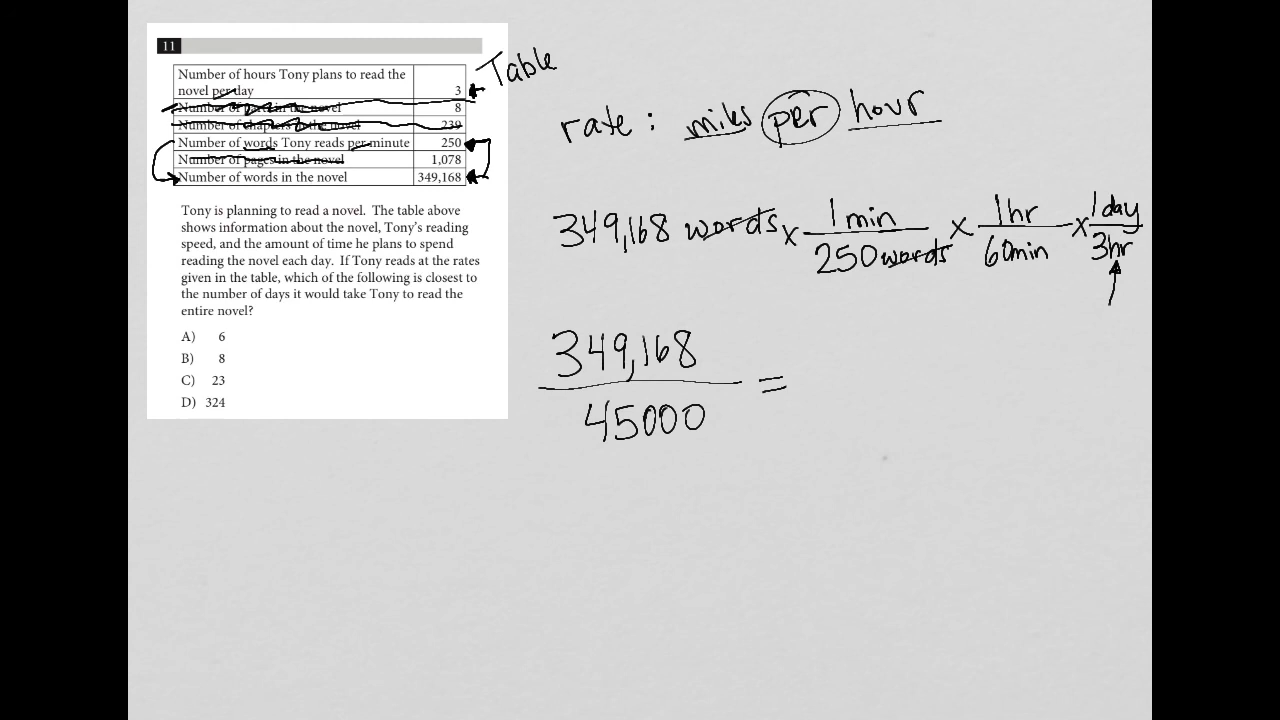 11
Number of hours Tony plans to read the
novel per day 3
Number of parts in the novel 8
Number of chapters in the novel 239
Number of words Tony reads per minute 250
Number of pages in the novel 1,078
Number of words in the novel 349,168
Table
Tony is planning to read a novel. The table above
shows information about the novel, Tony's reading
speed, and the amount of time he plans to spend
reading the novel each day. If Tony reads at the rates
given in the table, which of the following is closest to
the number of days it would take Tony to read the
entire novel?
A) 6
B) 8
C) 23
D) 324
rate: miles per hour
349,168 words x 1 min / 250 words x 1 hr / 60 min x 1 day / 3 hr
349,168
45000 =